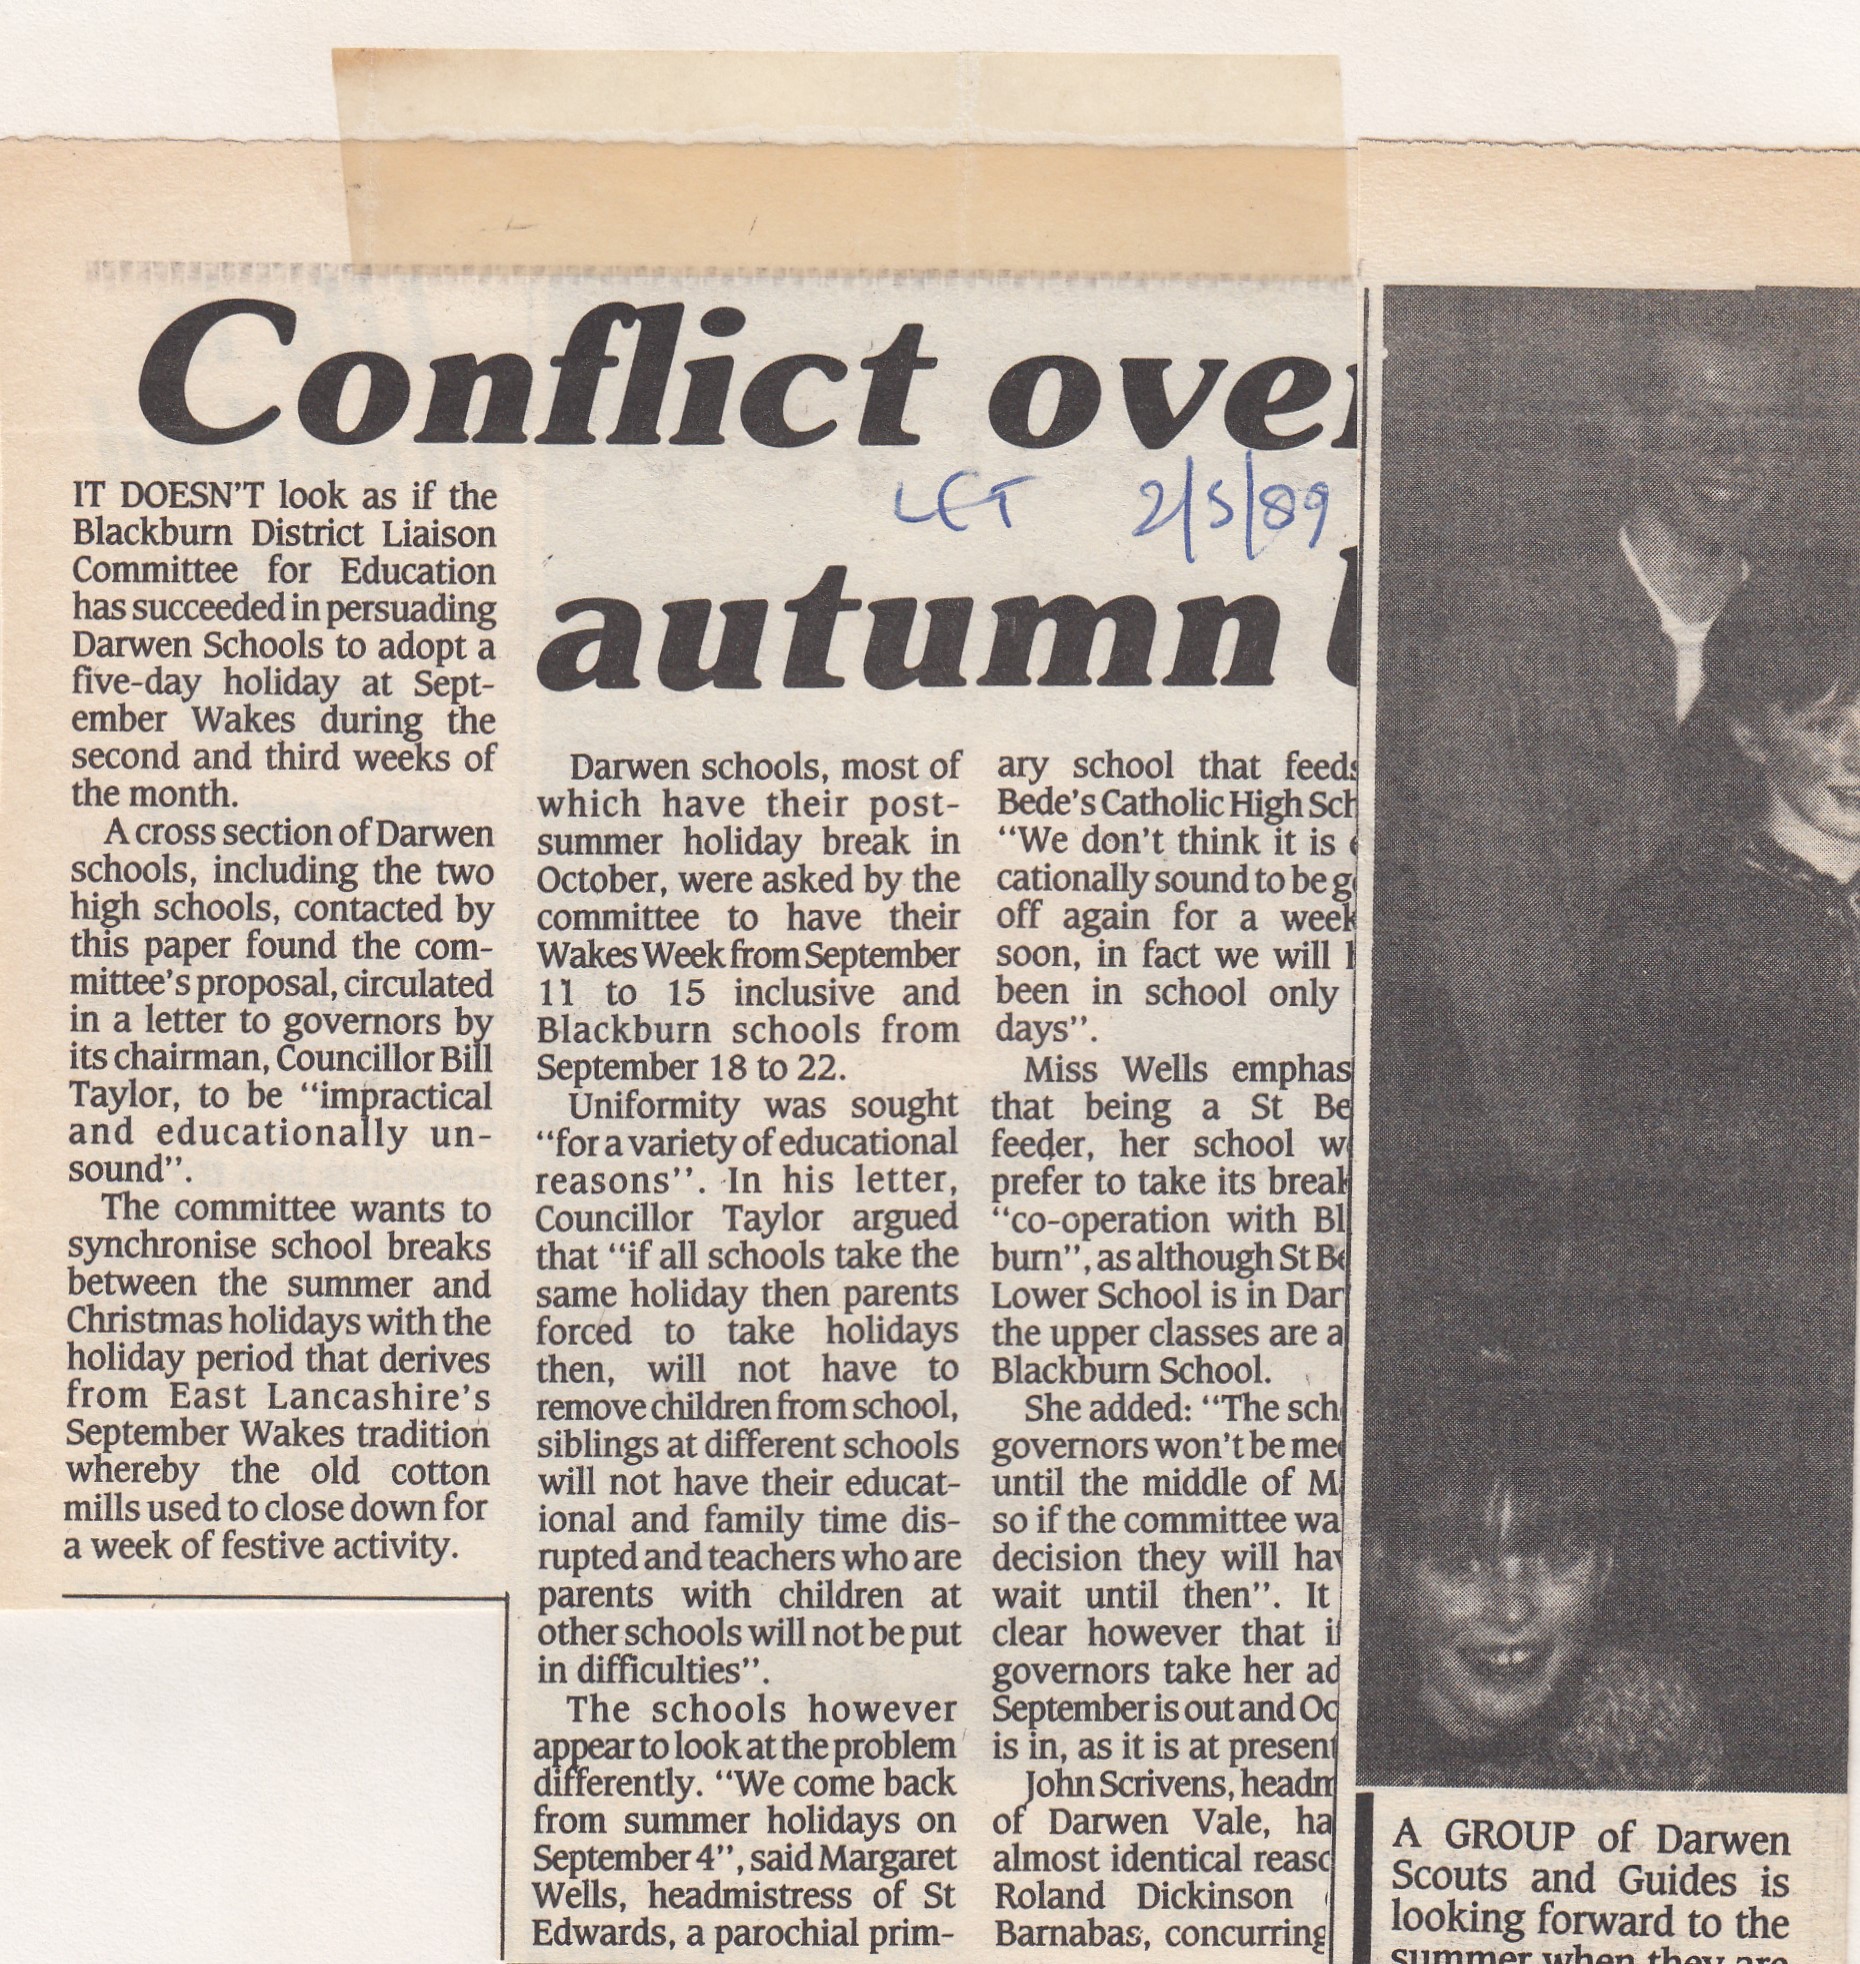 Conflict over
LET 2/5/89
autumn
IT DOESN'T look as if the
Blackburn District Liaison
Committee for Education
has succeeded in persuading
Darwen Schools to adopt a
five-day holiday at Sept-
ember Wakes during the
second and third weeks of
the month.
A cross section of Darwen
schools, including the two
high schools, contacted by
this paper found the com-
mittee's proposal, circulated
in a letter to governors by
its chairman, Councillor Bill
Taylor, to be "impractical
and educationally un-
sound".
The committee wants to
synchronise school breaks
between the summer and
Christmas holidays with the
holiday period that derives
from East Lancashire's
September Wakes tradition
whereby the old cotton
mills used to close down for
a week of festive activity.
Darwen schools, most of
which have their post-
summer holiday break in
October, were asked by the
committee to have their
Wakes Week from September
11 to 15 inclusive and
Blackburn schools from
September 18 to 22.
Uniformity was sought
"for a variety of educational
reasons". In his letter,
Councillor Taylor argued
that "if all schools take the
same holiday then parents
forced to take holidays
then, will not have to
remove children from school,
siblings at different schools
will not have their educat-
ional and family time dis-
rupted and teachers who are
parents with children at
other schools will not be put
in difficulties".
The schools however
appear to look at the problem
differently. "We come back
from summer holidays on
September 4", said Margaret
Wells, headmistress of St
Edwards, a parochial prim-
ary school that feeds
Bede's Catholic High Sch
"We don't think it is
cationally sound to be g
off again for a week
soon, in fact we will
been in school only
days".
Miss Wells emphas
that being a St Be
feeder, her school w
prefer to take its break
"co-operation with Bl
burn", as although St Be
Lower School is in Dar
the upper classes are a
Blackburn School.
She added: "The sch
governors won't be me
until the middle of M
so if the committee wa
decision they will hav
wait until then". It
clear however that i
governors take her ad
September is out and Oc
is in, as it is at present
John Scrivens, headm
of Darwen Vale, ha
almost identical reaso
Roland Dickinson
Barnabas, concurring
A GROUP of Darwen
Scouts and Guides is
looking forward to the
summer when they are